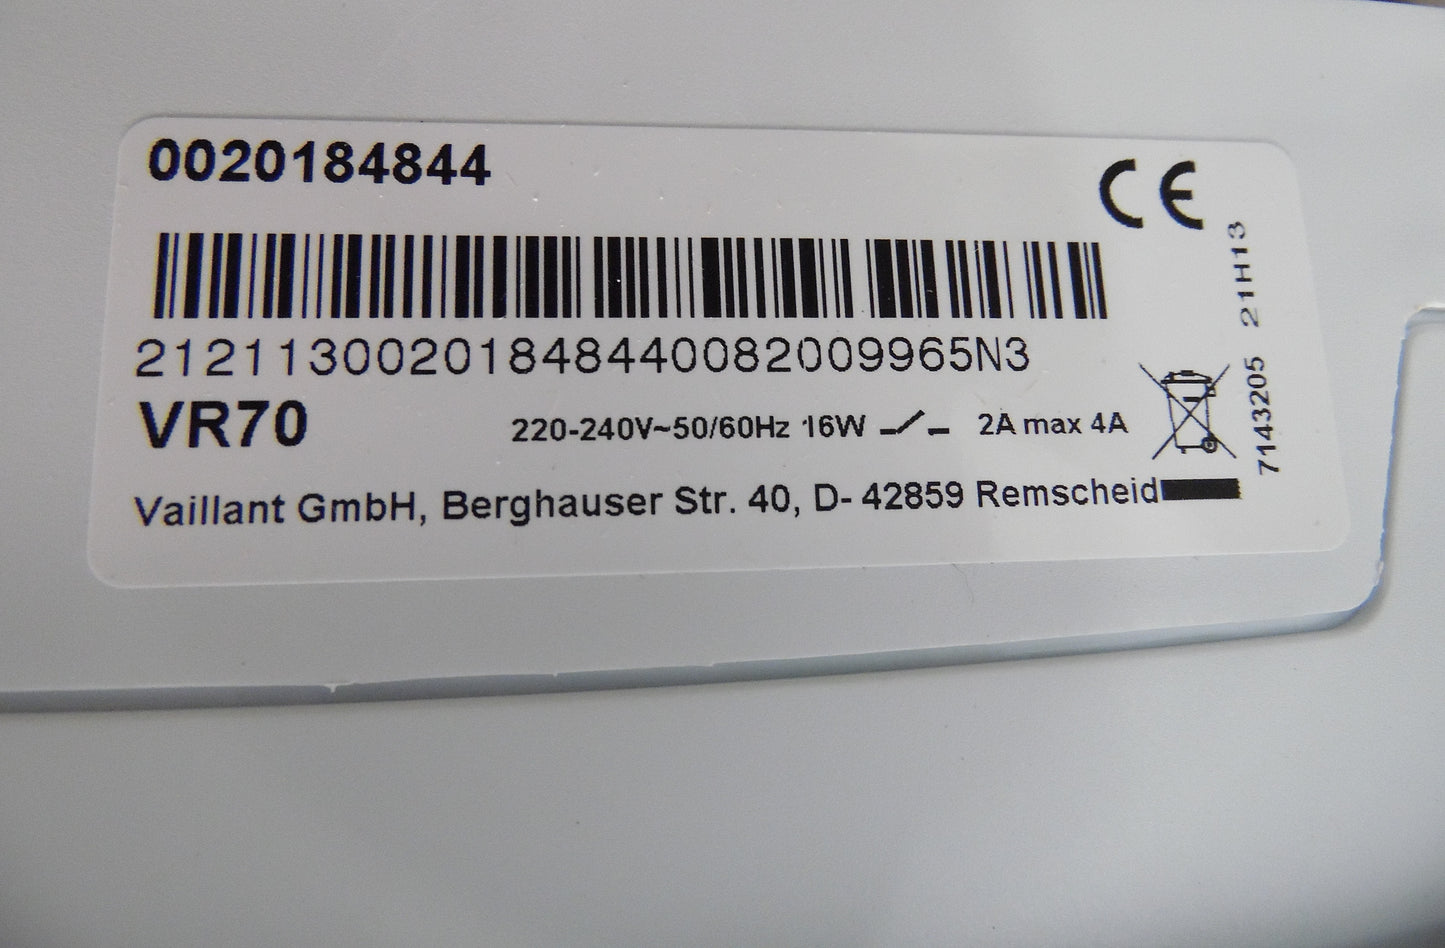 0020184844
CE
21211300201848440082009965N3
VR70
220-240V~50/60Hz 16W 2A max 4A
Vaillant GmbH, Berghauser Str. 40, D- 42859 Remscheid
7143205 21H13